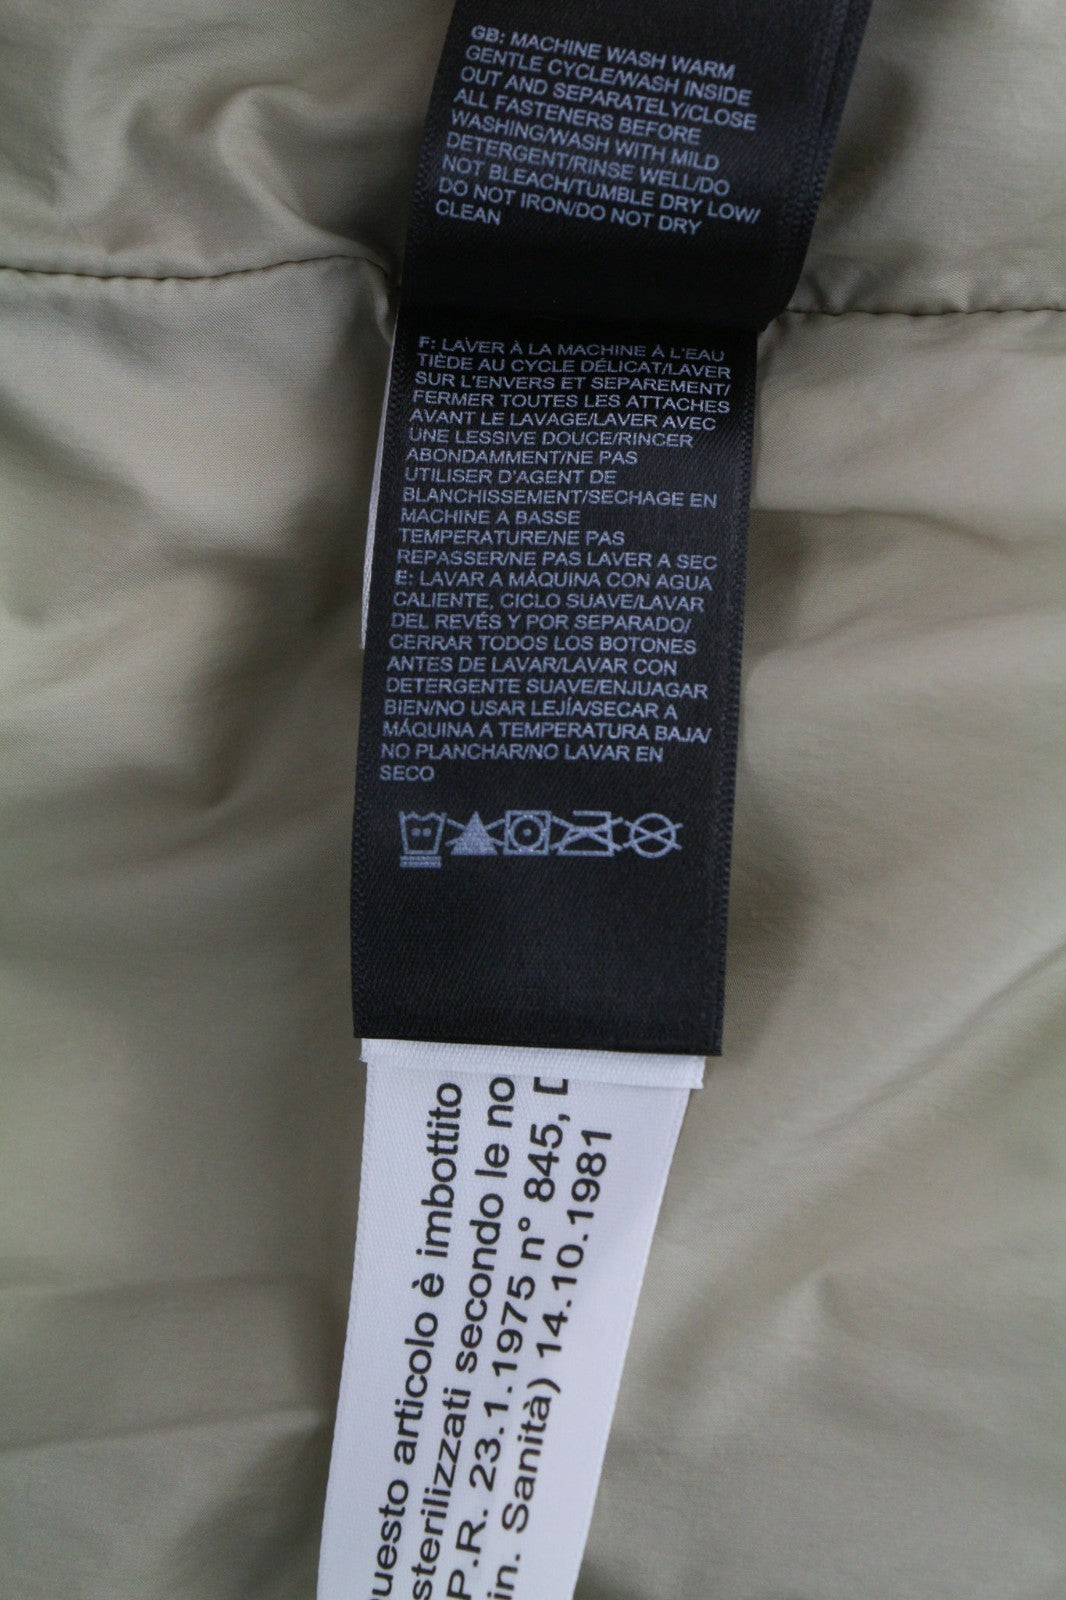 GB: MACHINE WASH WARM
GENTLE CYCLE/WASH INSIDE
OUT AND SEPARATELY/CLOSE
ALL FASTENERS BEFORE
WASHING/WASH WITH MILD
DETERGENT/RINSE WELL/DO
NOT BLEACH/TUMBLE DRY LOW/
DO NOT IRON/DO NOT DRY
CLEAN
F: LAVER À LA MACHINE À L'EAU
TIÈDE AU CYCLE DÉLICAT/LAVER
SUR L'ENVERS ET SEPAREMENT/
FERMER TOUTES LES ATTACHES
AVANT LE LAVAGE/LAVER AVEC
UNE LESSIVE DOUCE/RINCER
ABONDAMMENT/NE PAS
UTILISER D'AGENT DE
BLANCHISSEMENT/SECHAGE EN
MACHINE A BASSE
TEMPERATURE/NE PAS
REPASSER/NE PAS LAVER A SEC
E: LAVAR A MÁQUINA CON AGUA
CALIENTE, CICLO SUAVE/LAVAR
DEL REVÉS Y POR SEPARADO/
CERRAR TODOS LOS BOTONES
ANTES DE LAVAR/LAVAR CON
DETERGENTE SUAVE/ENJUAGAR
BIEN/NO USAR LEJÍA/SECAR A
MÁQUINA A TEMPERATURA BAJA/
NO PLANCHAR/NO LAVAR EN
SECO
uesto articolo è imbottito
sterilizzati secondo le no
P.R. 23.1.1975 n° 845,
in. Sanità) 14.10.1981